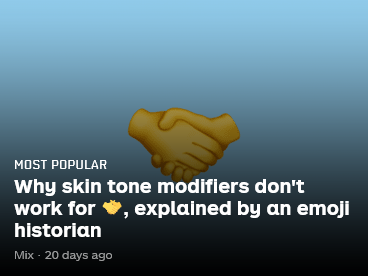 MOST POPULAR
Why skin tone modifiers don't
work for 🤝, explained by an emoji
historian
Mix · 20 days ago